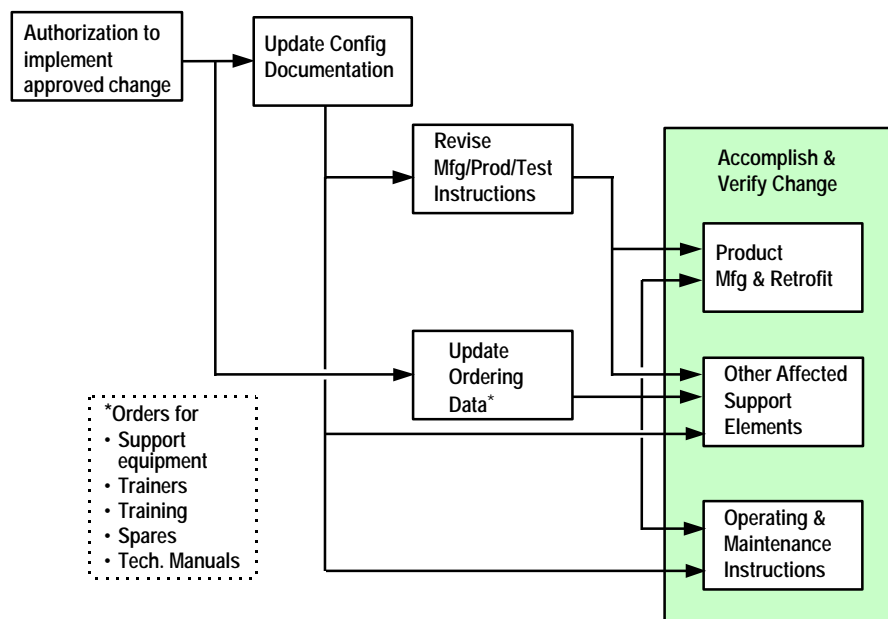 Authorization to
implement
approved change
Update Config
Documentation
Revise
Mfg/Prod/Test
Instructions
Accomplish &
Verify Change
Product
Mfg & Retrofit
Update
Ordering
Data*
Other Affected
Support
Elements
*Orders for
• Support
equipment
• Trainers
• Training
• Spares
• Tech. Manuals
Operating &
Maintenance
Instructions